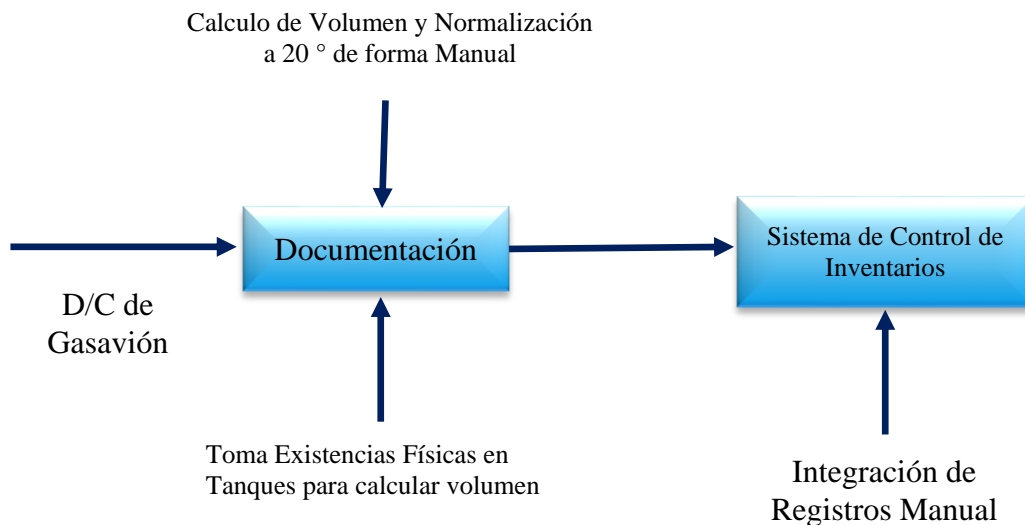 Calculo de Volumen y Normalización
a 20 ° de forma Manual
Documentación
Sistema de Control de
Inventarios
D/C de
Gasavión
Toma Existencias Físicas en
Tanques para calcular volumen
Integración de
Registros Manual